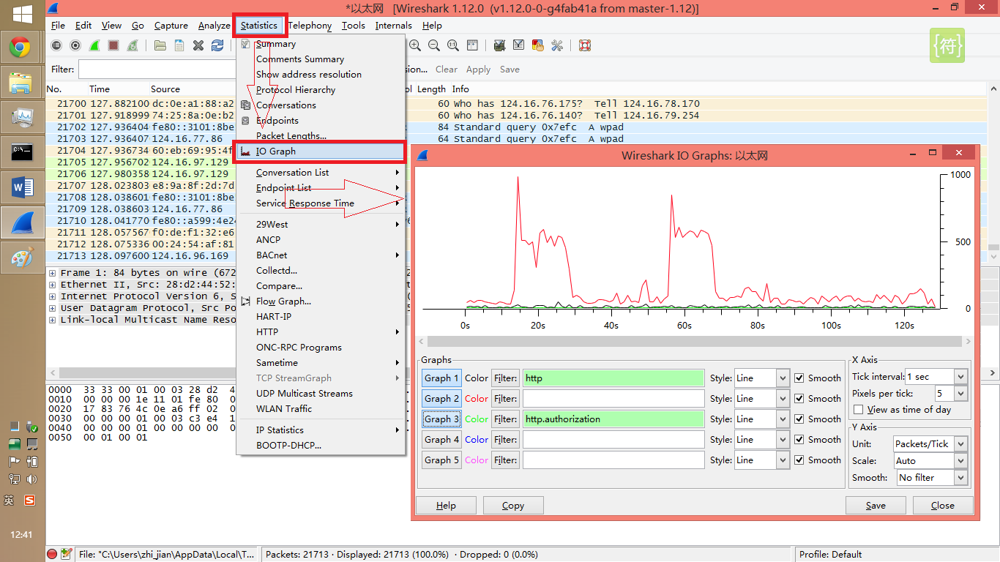 *以太网 [Wireshark 1.12.0 (v1.12.0-0-g4fab41a from master-1.12)]
File Edit View Go Capture Analyze Statistics Telephony Tools Internals Help
{符}
Filter: Clear Apply Save
No. Time Source Length Info
21700 127.882100 dc:0e:a1:88:a2 60 Who has 124.16.76.175? Tell 124.16.78.170
21701 127.918999 74:25:8a:0e:b2 60 Who has 124.16.76.140? Tell 124.16.79.254
21702 127.936404 fe80::3101:8be 84 Standard query 0x7efc A wpad
21703 127.936407 124.16.77.86 64 Standard query 0x7efc A wpad
21704 127.936734 60:eb:69:95:4f
21705 127.956702 124.16.97.129
21706 127.980358 124.16.97.129
21707 128.023803 e8:9a:8f:2d:7d
21708 128.038601 fe80::3101:8be
21709 128.038603 124.16.77.86
21710 128.041770 fe80::a599:4e24
21711 128.057567 f0:de:f1:32:e6
21712 128.075336 00:24:54:af:81
21713 128.097600 124.16.96.169
Frame 1: 84 bytes on wire (672
Ethernet II, Src: 28:d2:44:52:
Internet Protocol Version 6, S
User Datagram Protocol, Src Po
Link-local Multicast Name Reso
0000 33 33 00 01 00 03 28 d2 4
0010 00 00 00 1e 11 01 fe 80 0
0020 17 83 76 4c 0e a6 ff 02 0
0030 00 00 00 01 00 03 c3 e4 1
0040 00 01 00 00 00 00 00 00 0
0050 00 01 00 01
Summary
Comments Summary
Show address resolution
Protocol Hierarchy
Conversations
Endpoints
Packet Lengths...
IO Graph
Conversation List
Endpoint List
Service Response Time
29West
ANCP
BACnet
Collectd...
Compare...
Flow Graph...
HART-IP
HTTP
ONC-RPC Programs
Sametime
TCP StreamGraph
UDP Multicast Streams
WLAN Traffic
IP Statistics
BOOTP-DHCP...
Wireshark IO Graphs: 以太网
1000
500
0
0s 20s 40s 60s 80s 100s 120s
Graphs
Graph 1 Color Filter: http Style: Line Smooth
Graph 2 Color Filter: Style: Line Smooth
Graph 3 Color Filter: http.authorization Style: Line Smooth
Graph 4 Color Filter: Style: Line Smooth
Graph 5 Color Filter: Style: Line Smooth
X Axis
Tick interval: 1 sec
Pixels per tick: 5
View as time of day
Y Axis
Unit: Packets/Tick
Scale: Auto
Smooth: No filter
Help Copy Save Close
英
12:41
File: "C:\Users\zhi_jian\AppData\Local\T... Packets: 21713 · Displayed: 21713 (100.0%) · Dropped: 0 (0.0%) Profile: Default